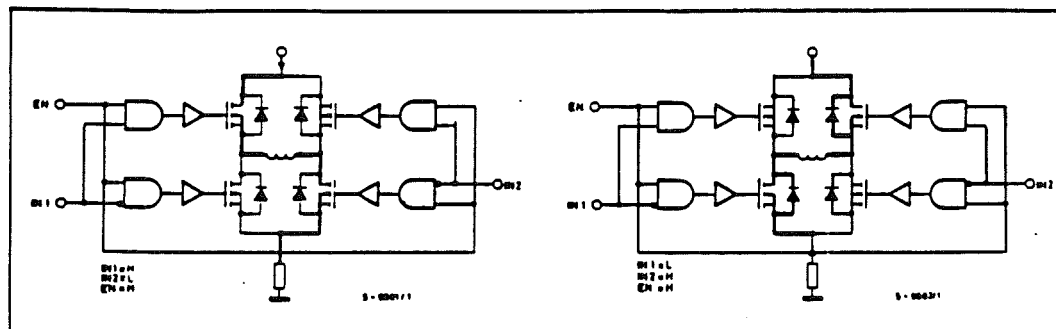 EN
IN1
IN2
IN1=H
IN2=L
EN=H
EN
IN1
IN2
IN1=L
IN2=H
EN=H